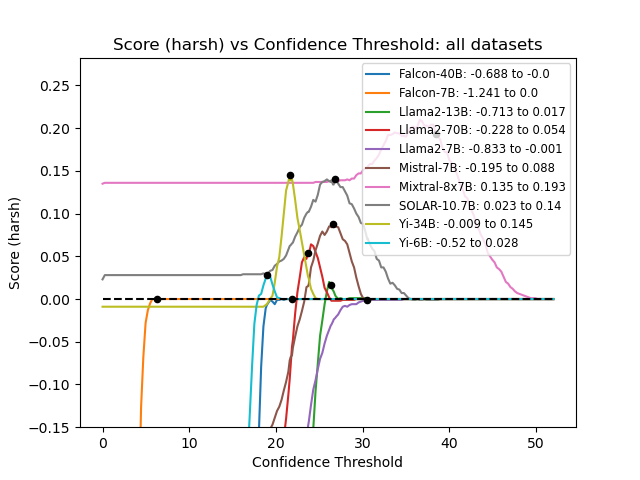 Score (harsh) vs Confidence Threshold: all datasets
Score (harsh)
0.25
0.20
0.15
0.10
0.05
0.00
−0.05
−0.10
−0.15
Falcon-40B: -0.688 to -0.0
Falcon-7B: -1.241 to 0.0
Llama2-13B: -0.713 to 0.017
Llama2-70B: -0.228 to 0.054
Llama2-7B: -0.833 to -0.001
Mistral-7B: -0.195 to 0.088
Mixtral-8x7B: 0.135 to 0.193
SOLAR-10.7B: 0.023 to 0.14
Yi-34B: -0.009 to 0.145
Yi-6B: -0.52 to 0.028
0 10 20 30 40 50
Confidence Threshold